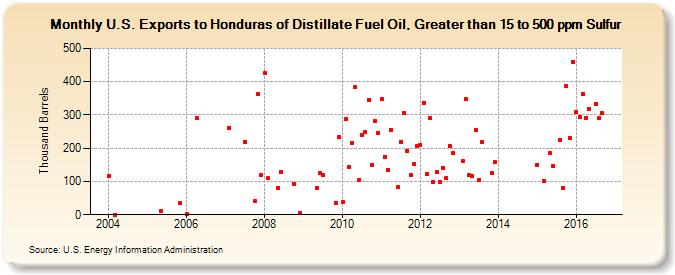 Monthly U.S. Exports to Honduras of Distillate Fuel Oil, Greater than 15 to 500 ppm Sulfur
Thousand Barrels
500
400
300
200
100
0
2004 2006 2008 2010 2012 2014 2016
Source: U.S. Energy Information Administration